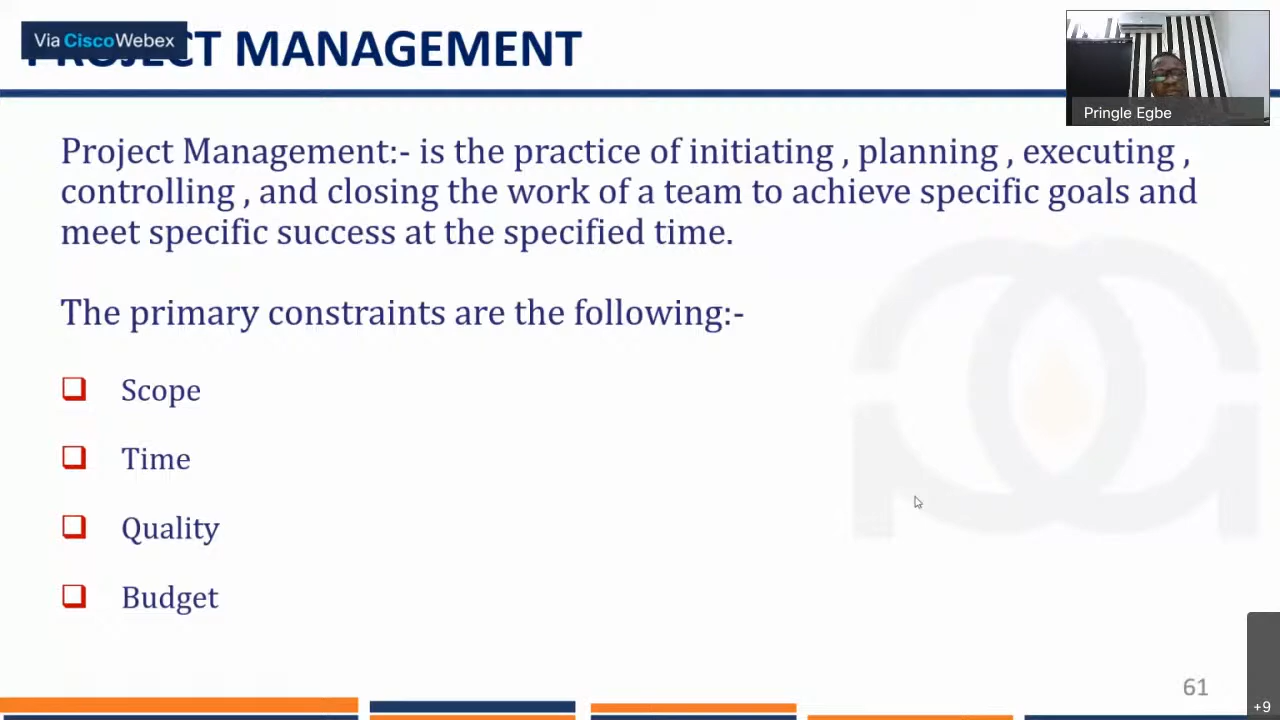 Via CiscoWebex
PROJECT MANAGEMENT
Pringle Egbe
Project Management:- is the practice of initiating , planning , executing ,
controlling , and closing the work of a team to achieve specific goals and
meet specific success at the specified time.
The primary constraints are the following:-
Scope
Time
Quality
Budget
61
+9